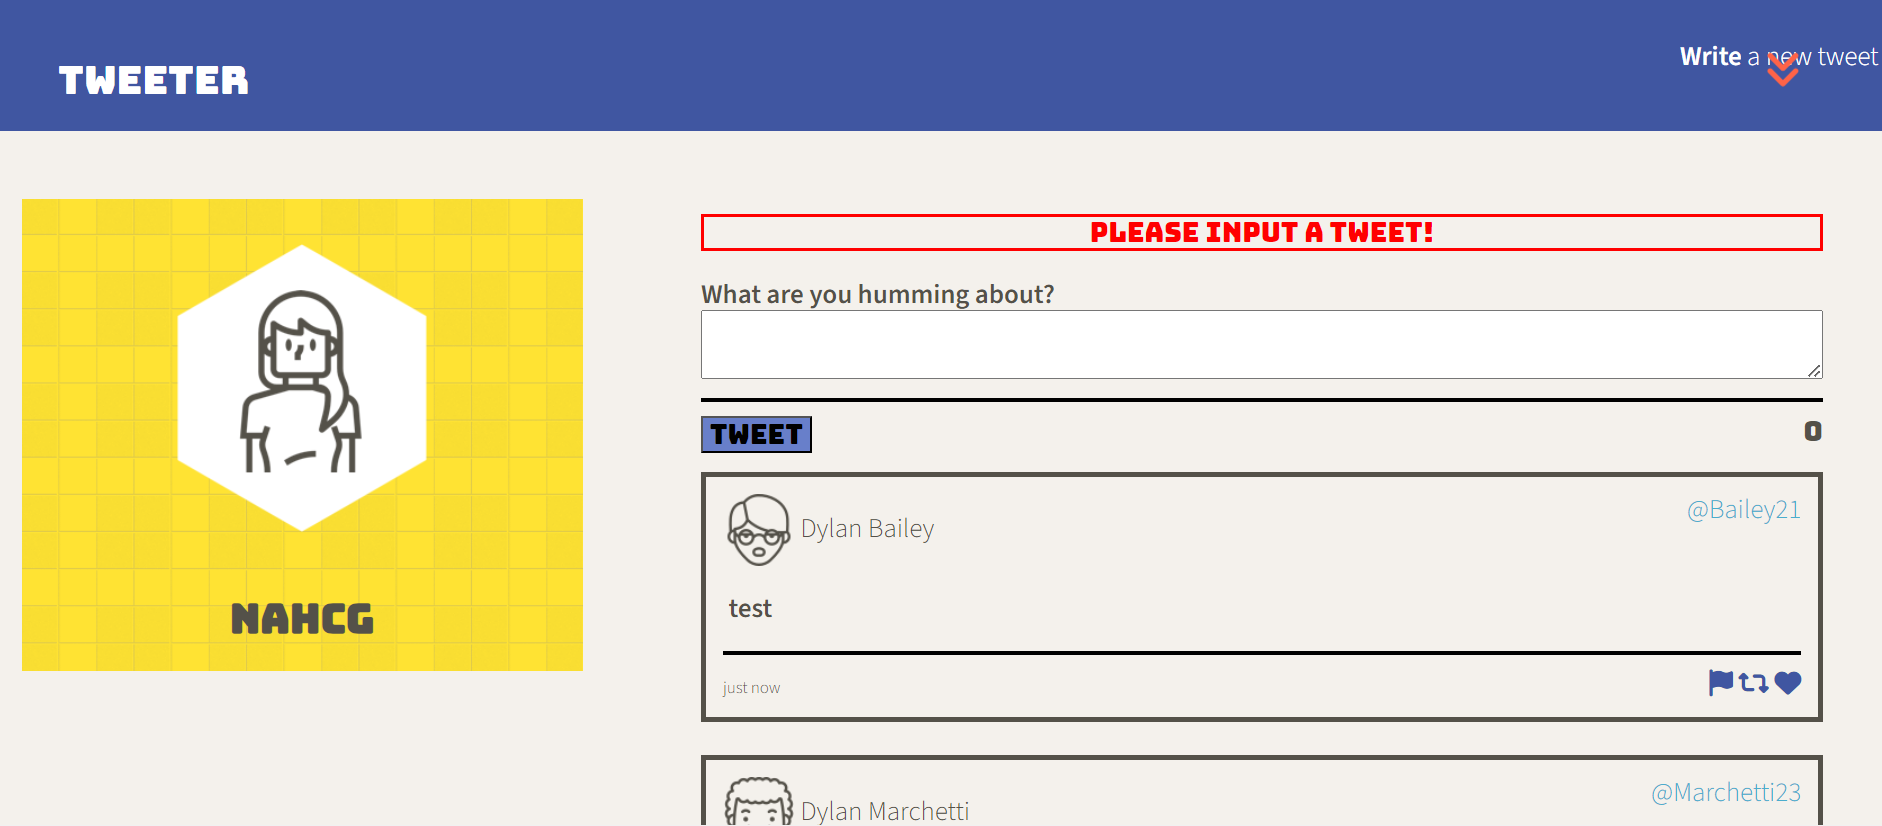 TWEETER
Write a new tweet
NAHCG
PLEASE INPUT A TWEET!
What are you humming about?
TWEET
0
Dylan Bailey
@Bailey21
test
just now
Dylan Marchetti
@Marchetti23